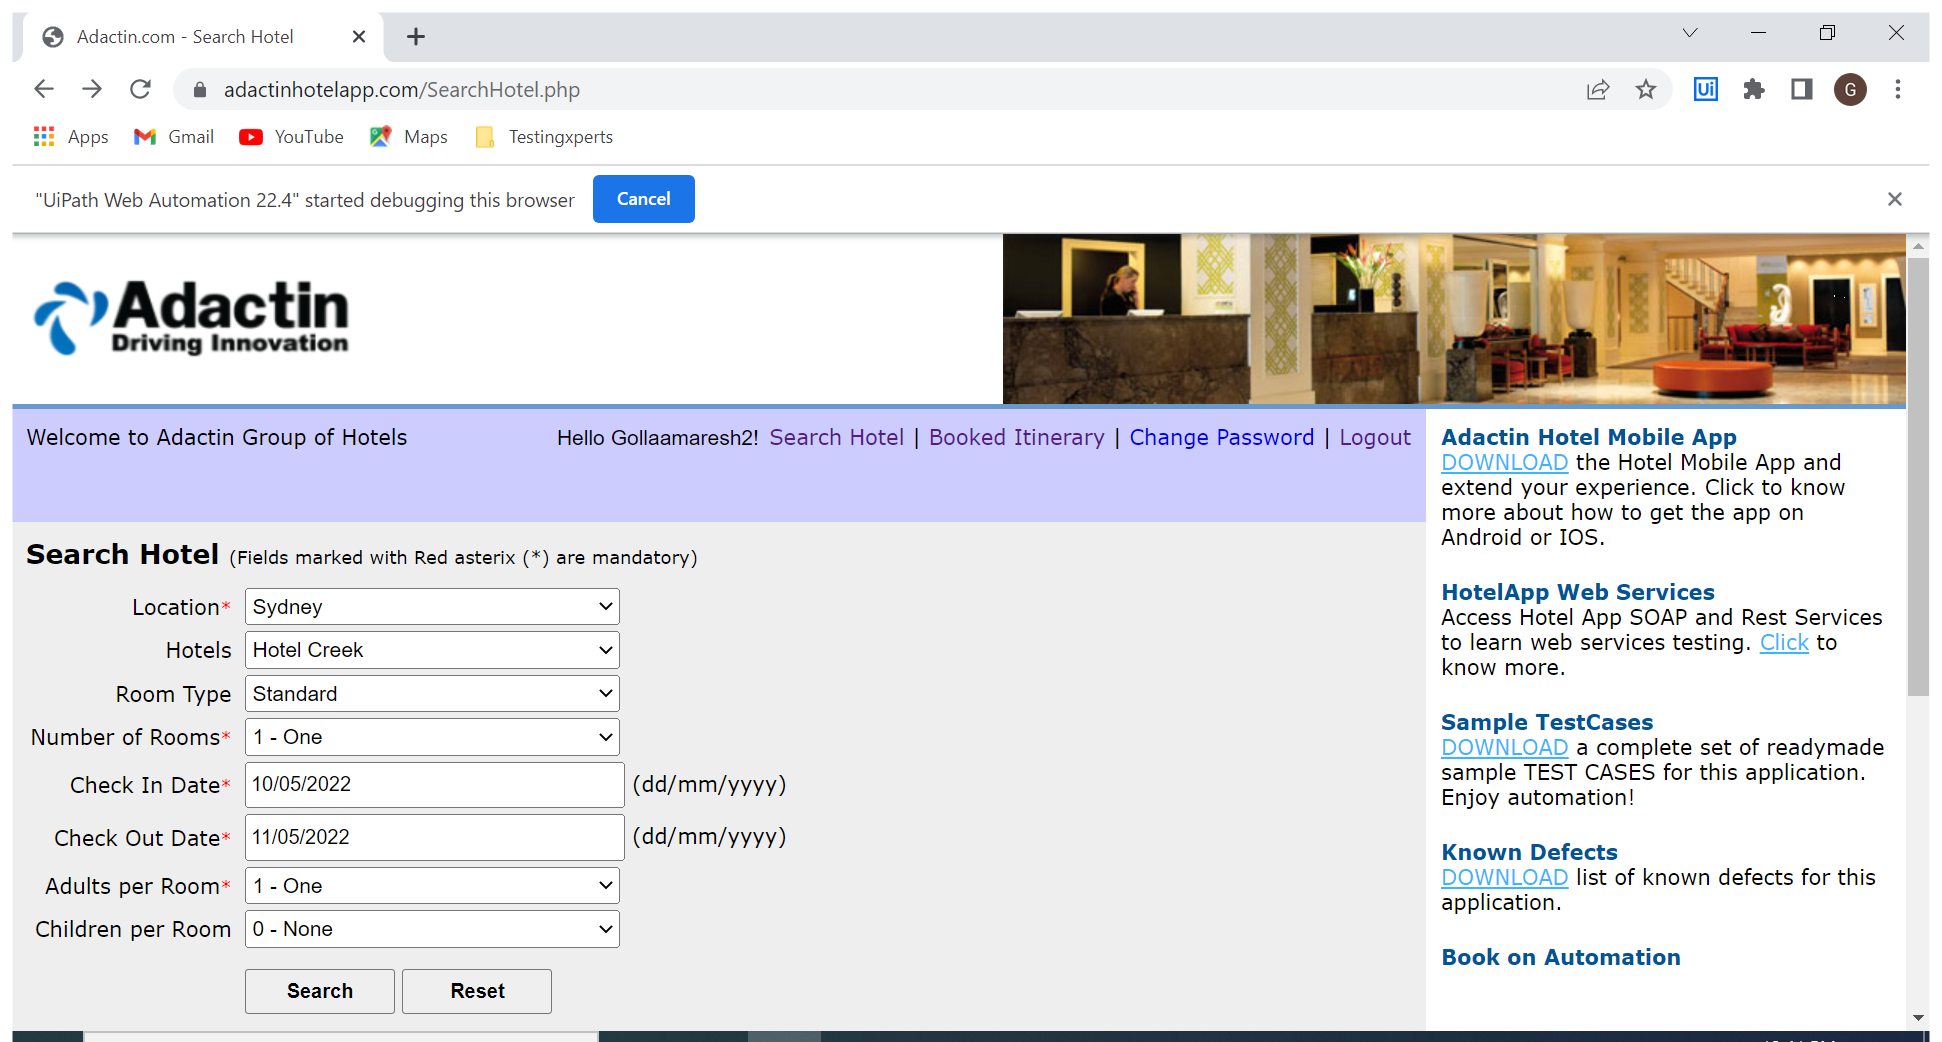 Adactin.com - Search Hotel
adactinhotelapp.com/SearchHotel.php
Ui
G
Apps
Gmail
YouTube
Maps
Testingxperts
"UiPath Web Automation 22.4" started debugging this browser
Cancel
Adactin
Driving Innovation
Welcome to Adactin Group of Hotels
Hello Gollaamaresh2! Search Hotel | Booked Itinerary | Change Password | Logout
Search Hotel (Fields marked with Red asterix (*) are mandatory)
Location* Sydney
Hotels Hotel Creek
Room Type Standard
Number of Rooms* 1 - One
Check In Date* 10/05/2022 (dd/mm/yyyy)
Check Out Date* 11/05/2022 (dd/mm/yyyy)
Adults per Room* 1 - One
Children per Room 0 - None
Search Reset
Adactin Hotel Mobile App
DOWNLOAD the Hotel Mobile App and
extend your experience. Click to know
more about how to get the app on
Android or IOS.
HotelApp Web Services
Access Hotel App SOAP and Rest Services
to learn web services testing. Click to
know more.
Sample TestCases
DOWNLOAD a complete set of readymade
sample TEST CASES for this application.
Enjoy automation!
Known Defects
DOWNLOAD list of known defects for this
application.
Book on Automation